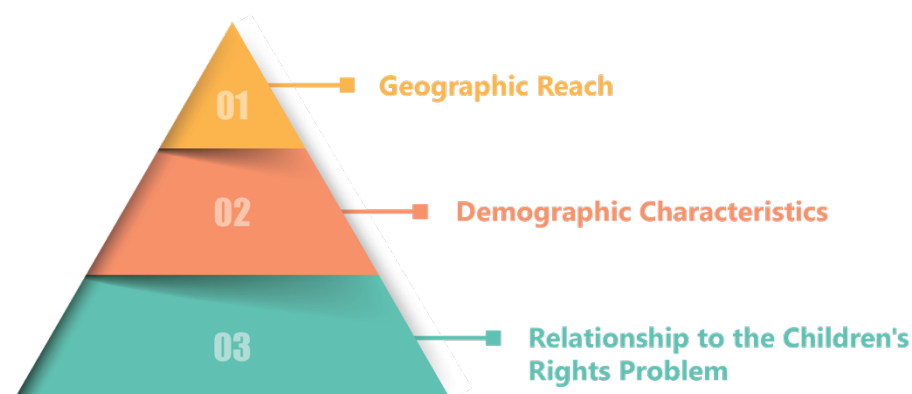 01
Geographic Reach
02
Demographic Characteristics
03
Relationship to the Children's
Rights Problem